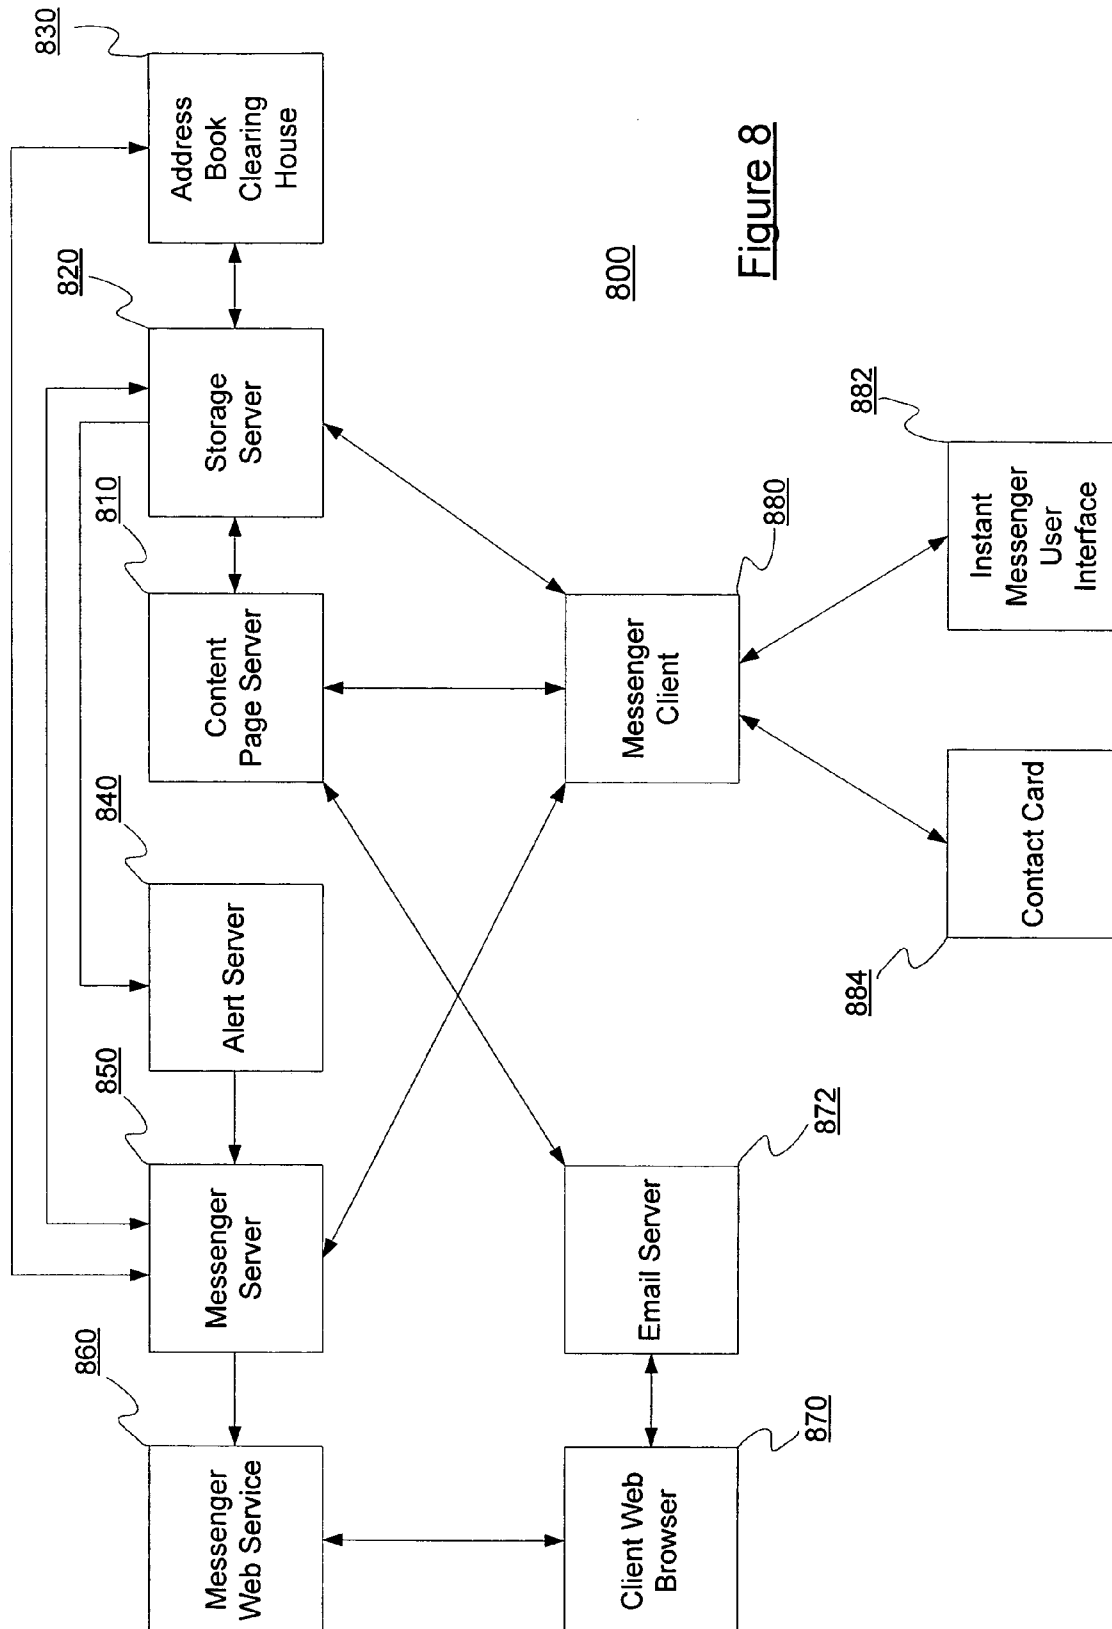 860
Messenger
Web Service
850
Messenger
Server
840
Alert Server
810
Content
Page Server
820
Storage
Server
830
Address
Book
Clearing
House
800
Client Web
Browser
870
Email Server
872
Messenger
Client
880
Figure 8
884
Contact Card
Instant
Messenger
User
Interface
882